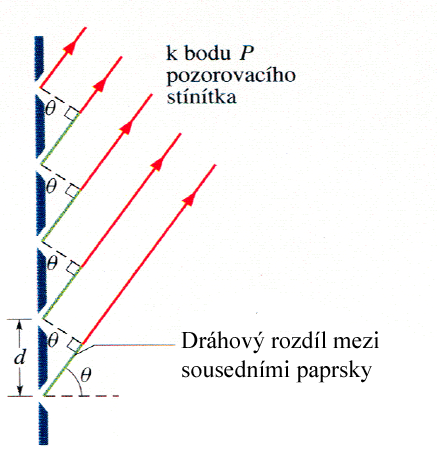 k bodu P
pozorovacího
stínítka
θ
θ
θ
θ
d
θ
Dráhový rozdíl mezi
sousedními paprsky